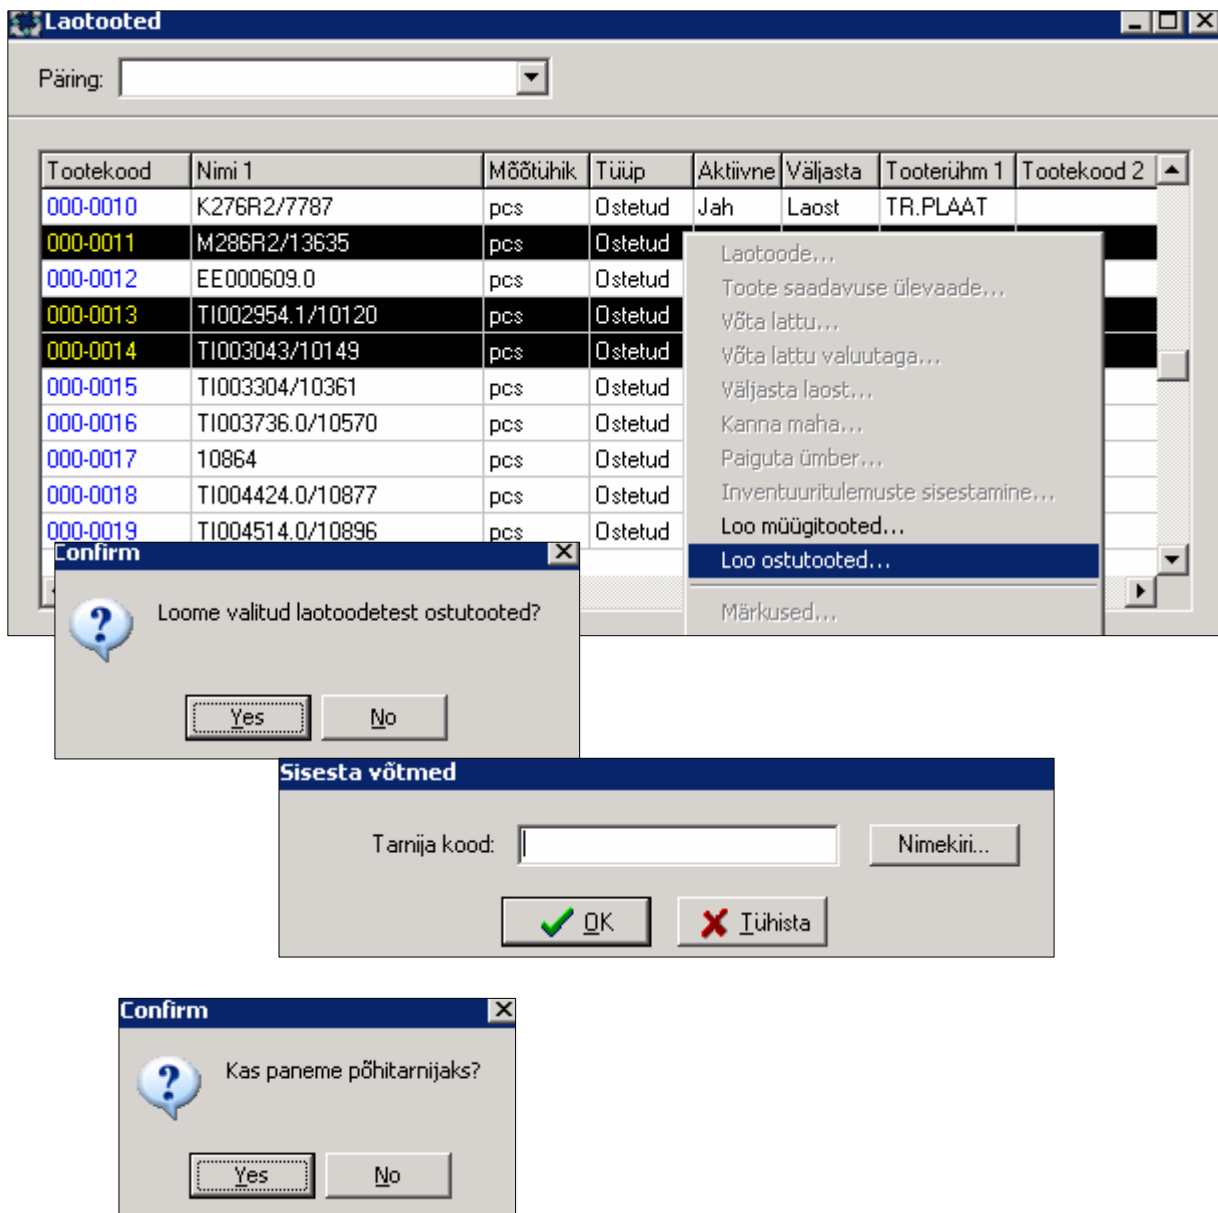 Laotooted
Päring:
Tootekood Nimi 1 Mõõtühik Tüüp Aktiivne Väljasta Tooterühm 1 Tootekood 2
000-0010 K276R2/7787 pcs Ostetud Jah Laost TR.PLAAT
000-0011 M286R2/13635 pcs Ostetud
000-0012 EE000609.0 pcs Ostetud
000-0013 TI002954.1/10120 pcs Ostetud
000-0014 TI003043/10149 pcs Ostetud
000-0015 TI003304/10361 pcs Ostetud
000-0016 TI003736.0/10570 pcs Ostetud
000-0017 10864 pcs Ostetud
000-0018 TI004424.0/10877 pcs Ostetud
000-0019 TI004514.0/10896 pcs Ostetud
Laotoode...
Toote saadavuse ülevaade...
Võta lattu...
Võta lattu valuutaga...
Väljasta laost...
Kanna maha...
Paiguta ümber...
Inventuuritulemuste sisestamine...
Loo müügitooted...
Loo ostutooted...
Märkused...
Confirm
Loome valitud laotoodetest ostutooted?
Yes No
Sisesta võtmed
Tarnija kood: Nimekiri...
OK Tühista
Confirm
Kas paneme põhitarnijaks?
Yes No